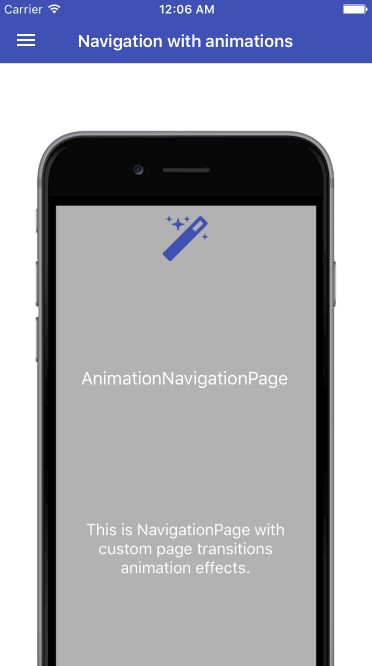 Carrier 12:06 AM
Navigation with animations
AnimationNavigationPage
This is NavigationPage with
custom page transitions
animation effects.